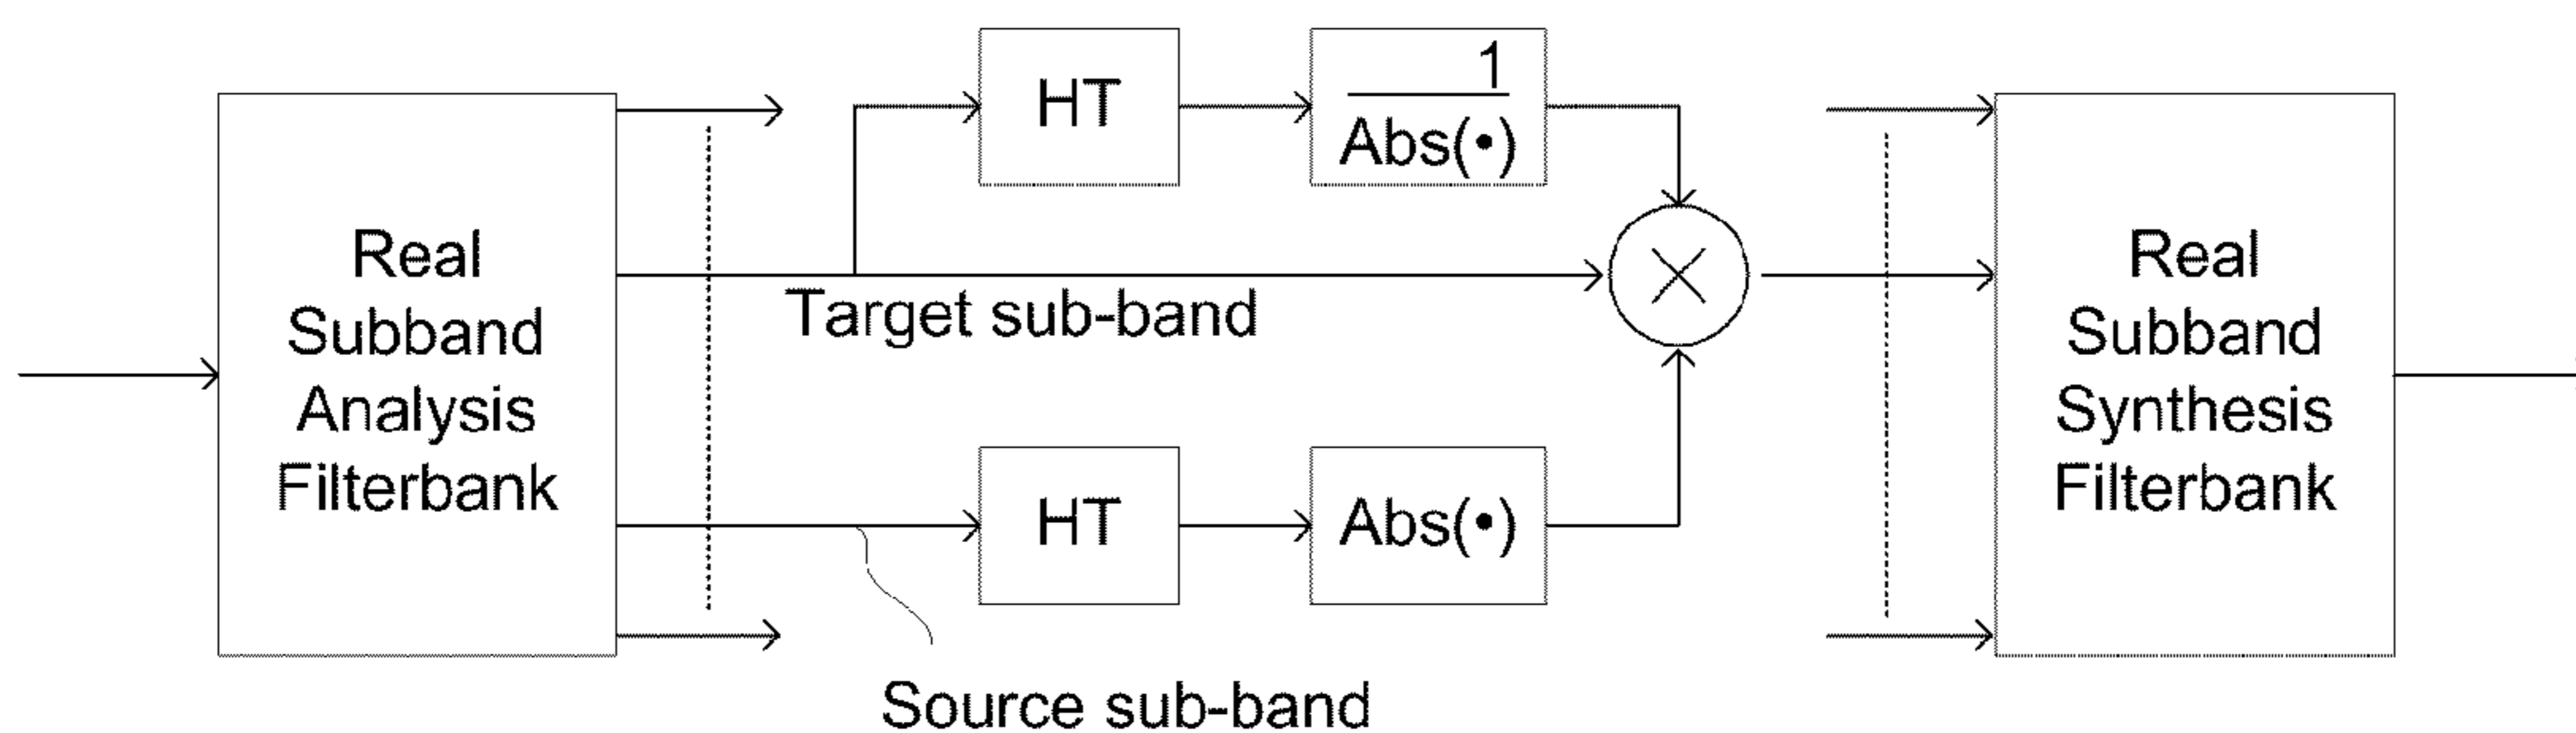 Real
Subband
Analysis
Filterbank
HT
1
Abs(•)
Target sub-band
HT
Abs(•)
Source sub-band
Real
Subband
Synthesis
Filterbank